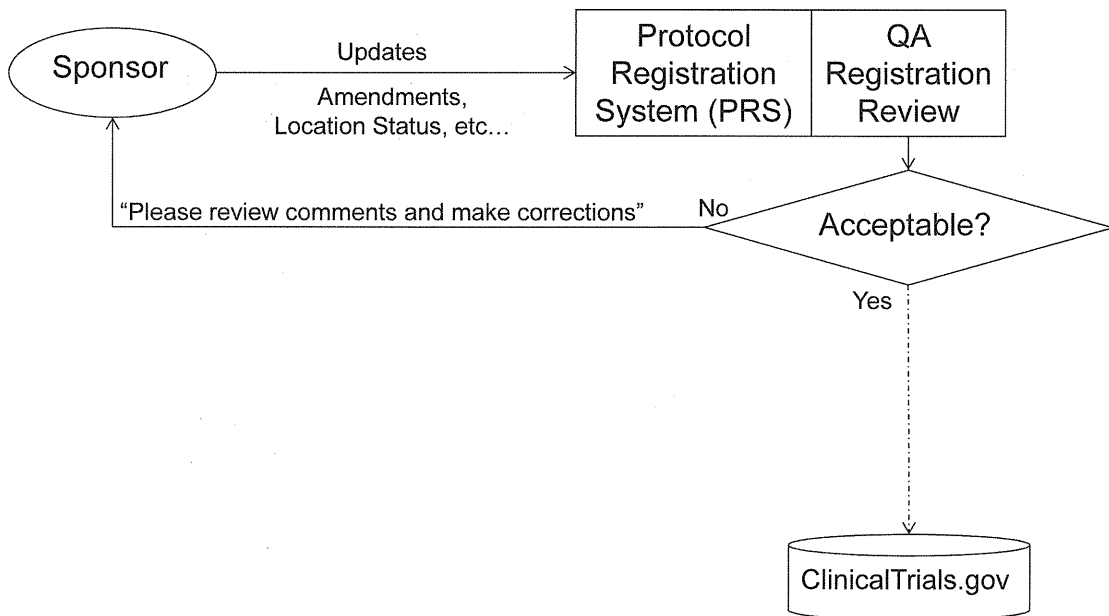 Sponsor
Updates
Amendments,
Location Status, etc…
Protocol
Registration
System (PRS)
QA
Registration
Review
“Please review comments and make corrections”
No
Acceptable?
Yes
ClinicalTrials.gov